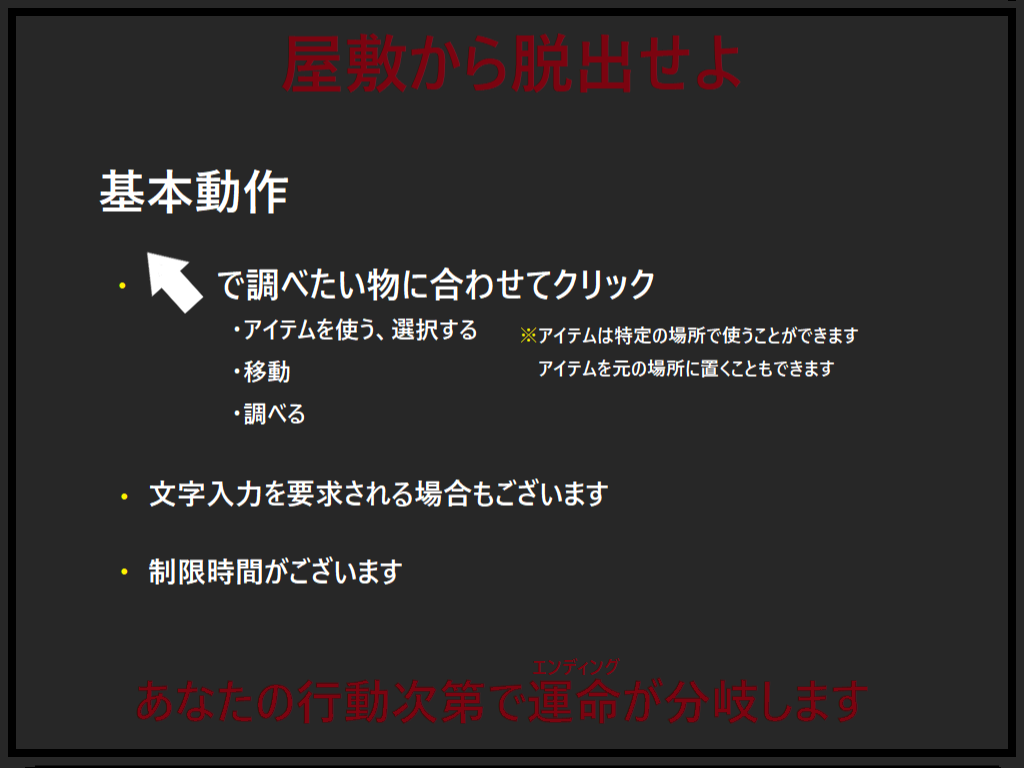 屋敷から脱出せよ
基本動作
・ で調べたい物に合わせてクリック
・アイテムを使う、選択する
※アイテムは特定の場所で使うことができます
アイテムを元の場所に置くこともできます
・移動
・調べる
・ 文字入力を要求される場合もございます
・ 制限時間がございます
エンディング
あなたの行動次第で運命が分岐します